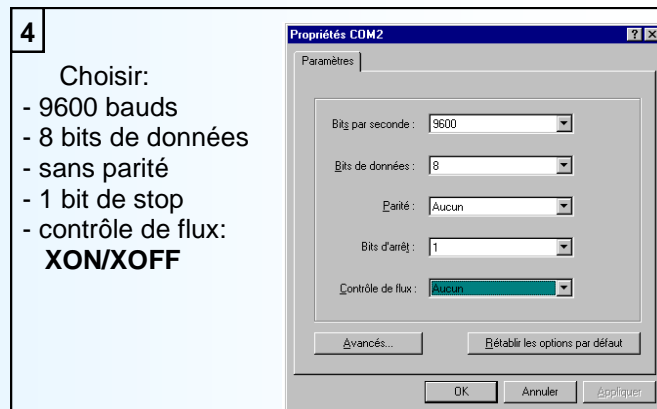 4
Choisir:
- 9600 bauds
- 8 bits de données
- sans parité
- 1 bit de stop
- contrôle de flux:
XON/XOFF
Propriétés COM2
Paramètres
Bits par seconde : 9600
Bits de données : 8
Parité : Aucun
Bits d'arrêt : 1
Contrôle de flux : Aucun
Avancés... Rétablir les options par défaut
OK Annuler Appliquer